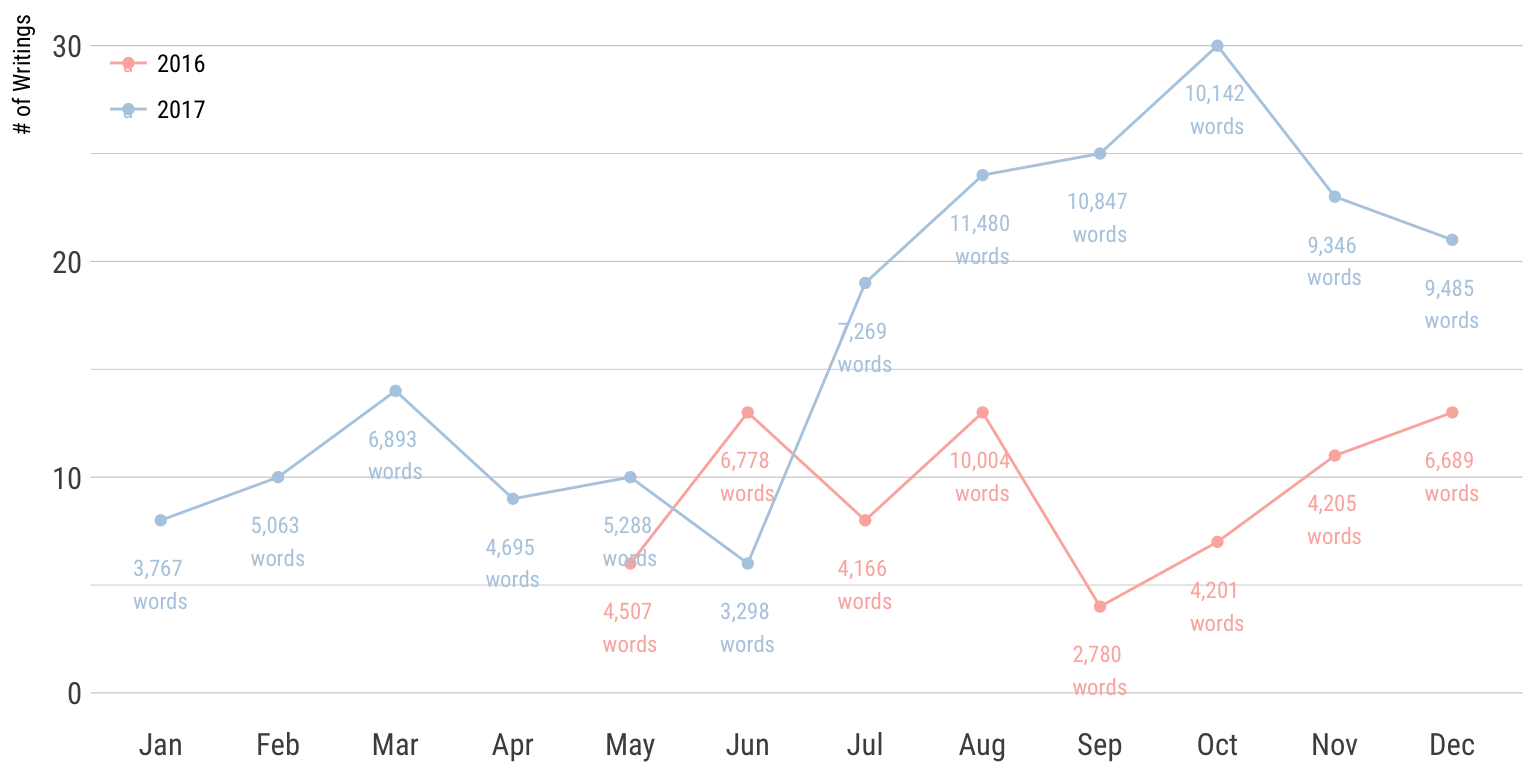 # of Writings
30
2016
2017
10,142
words
10,847
words
11,480
words
9,346
words
20
9,485
words
7,269
words
6,893
words
6,778
words
10,004
words
6,689
words
10
5,063
words
5,288
words
4,205
words
4,695
words
3,767
words
4,166
words
4,201
words
4,507
words
3,298
words
2,780
words
0
Jan Feb Mar Apr May Jun Jul Aug Sep Oct Nov Dec